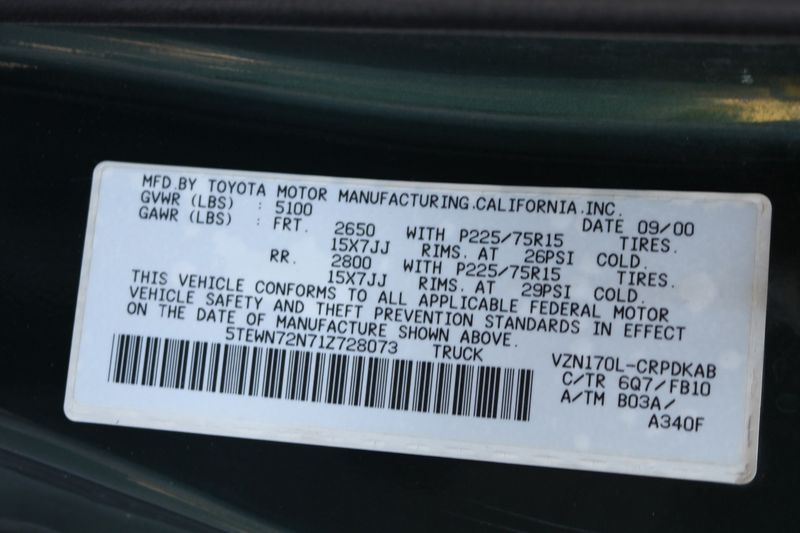 MFD.BY TOYOTA MOTOR MANUFACTURING.CALIFORNIA.INC.
GVWR (LBS) : 5100 DATE 09/00
GAWR (LBS) : FRT. 2650 WITH P225/75R15 TIRES.
15X7JJ RIMS. AT 26PSI COLD.
RR. 2800 WITH P225/75R15 TIRES.
15X7JJ RIMS. AT 29PSI COLD.
THIS VEHICLE CONFORMS TO ALL APPLICABLE FEDERAL MOTOR
VEHICLE SAFETY AND THEFT PREVENTION STANDARDS IN EFFECT
ON THE DATE OF MANUFACTURE SHOWN ABOVE.
5TEWN72N71Z728073 TRUCK VZN170L-CRPDKAB
C/TR 6Q7/FB10
A/TM B03A/
A340F